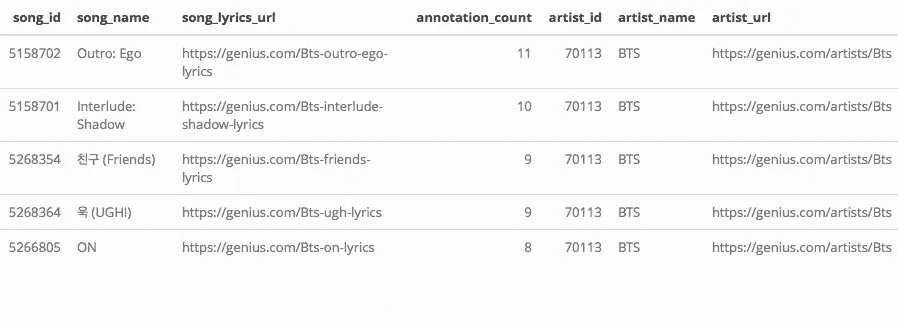 song_id song_name song_lyrics_url annotation_count artist_id artist_name artist_url
5158702 Outro: Ego https://genius.com/Bts-outro-ego- 11 70113 BTS https://genius.com/artists/Bts
lyrics
5158701 Interlude: https://genius.com/Bts-interlude- 10 70113 BTS https://genius.com/artists/Bts
Shadow shadow-lyrics
5268354 친구 (Friends) https://genius.com/Bts-friends- 9 70113 BTS https://genius.com/artists/Bts
lyrics
5268364 욱 (UGH!) https://genius.com/Bts-ugh-lyrics 9 70113 BTS https://genius.com/artists/Bts
5266805 ON https://genius.com/Bts-on-lyrics 8 70113 BTS https://genius.com/artists/Bts